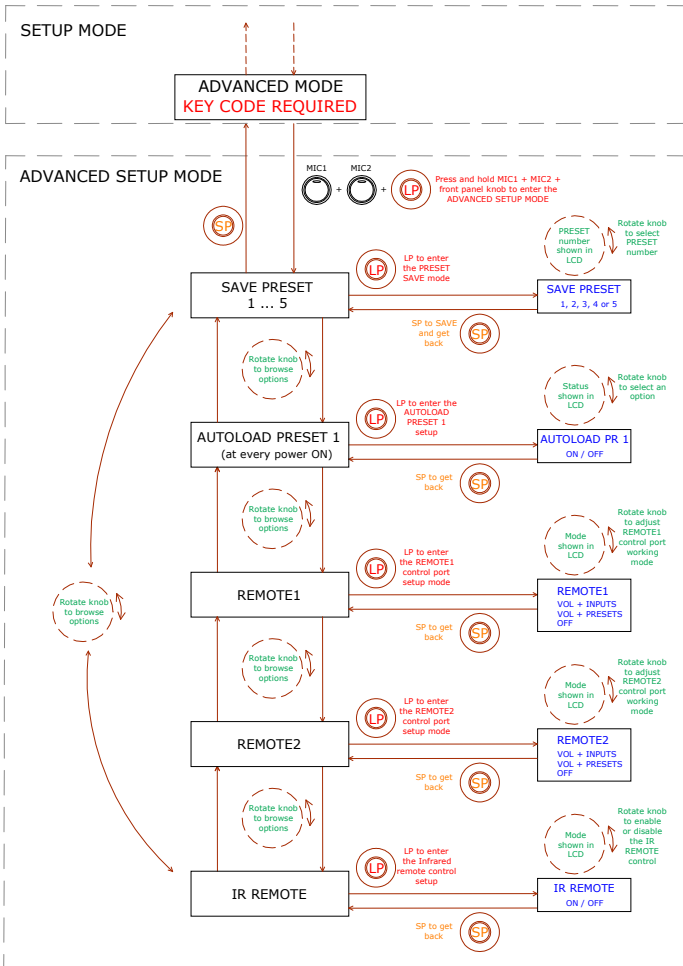 SETUP MODE
ADVANCED MODE
KEY CODE REQUIRED
ADVANCED SETUP MODE
MIC1
MIC2
+
+
LP
Press and hold MIC1 + MIC2 +
front panel knob to enter the
ADVANCED SETUP MODE
SP
SAVE PRESET
1 ... 5
LP to enter
the PRESET
SAVE mode
LP
PRESET
number
shown in
LCD
Rotate knob
to select
PRESET
number
SAVE PRESET
1, 2, 3, 4 or 5
SP to SAVE
and get
back
SP
Rotate knob
to browse
options
AUTOLOAD PRESET 1
(at every power ON)
LP
LP to enter the
AUTOLOAD
PRESET 1
setup
Status
shown in
LCD
Rotate knob
to select an
option
AUTOLOAD PR 1
ON / OFF
SP to get
back
SP
Rotate knob
to browse
options
REMOTE1
LP
LP to enter
the REMOTE1
control port
setup mode
Mode
shown in
LCD
Rotate knob
to adjust
REMOTE1
control port
working
mode
REMOTE1
VOL + INPUTS
VOL + PRESETS
OFF
SP to get
back
SP
Rotate knob
to browse
options
Rotate knob
to browse
options
REMOTE2
LP
LP to enter
the REMOTE2
control port
setup mode
Mode
shown in
LCD
Rotate knob
to adjust
REMOTE2
control port
working
mode
REMOTE2
VOL + INPUTS
VOL + PRESETS
OFF
SP to get
back
SP
Rotate knob
to browse
options
IR REMOTE
LP
LP to enter
the Infrared
remote control
setup
Mode
shown in
LCD
Rotate knob
to enable
or disable
the IR
REMOTE
control
IR REMOTE
ON / OFF
SP to get
back
SP